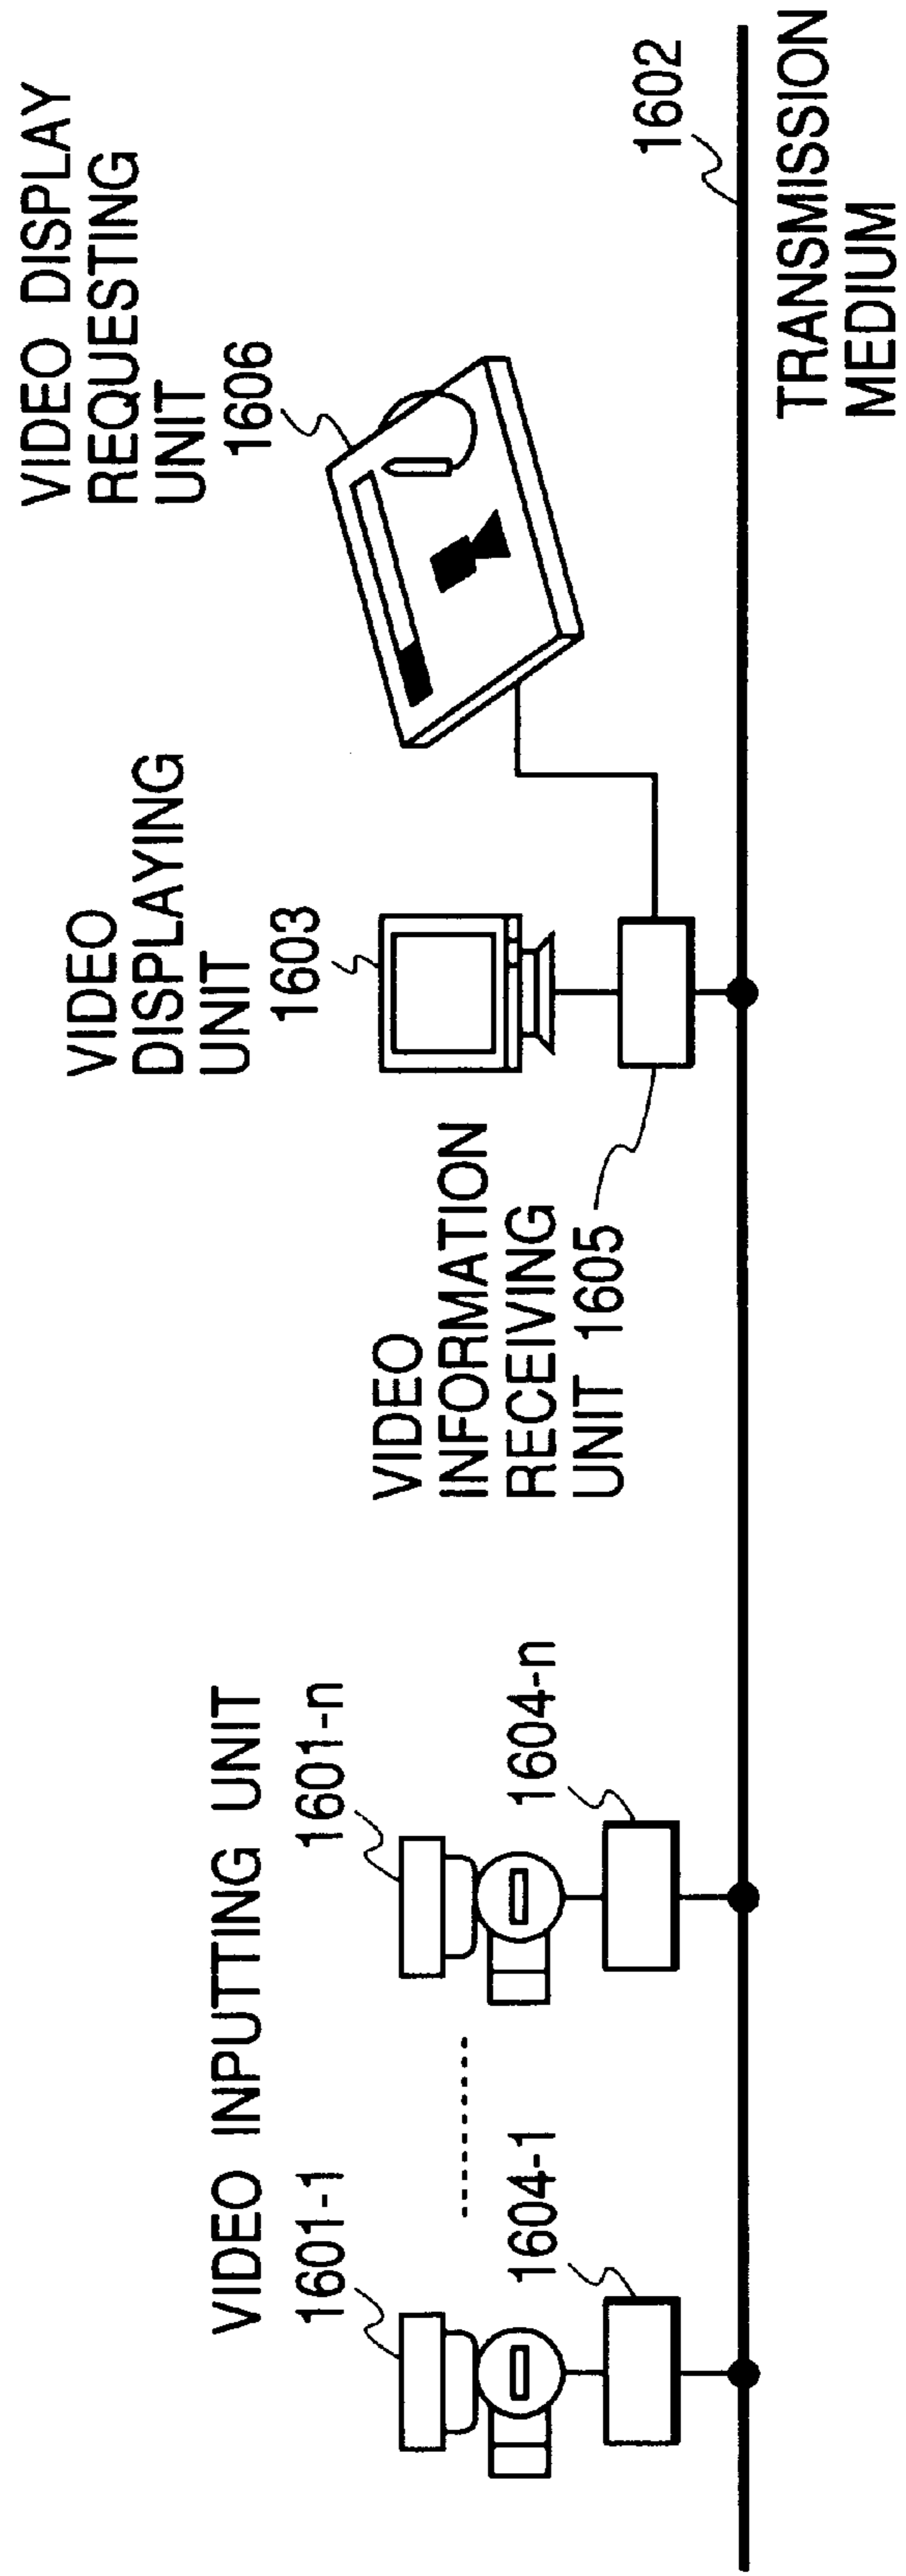 VIDEO INPUTTING UNIT
1601-1
1601-n
1604-1
1604-n
VIDEO
INFORMATION
RECEIVING
UNIT 1605
VIDEO
DISPLAYING
UNIT
1603
VIDEO DISPLAY
REQUESTING
UNIT
1606
1602
TRANSMISSION
MEDIUM